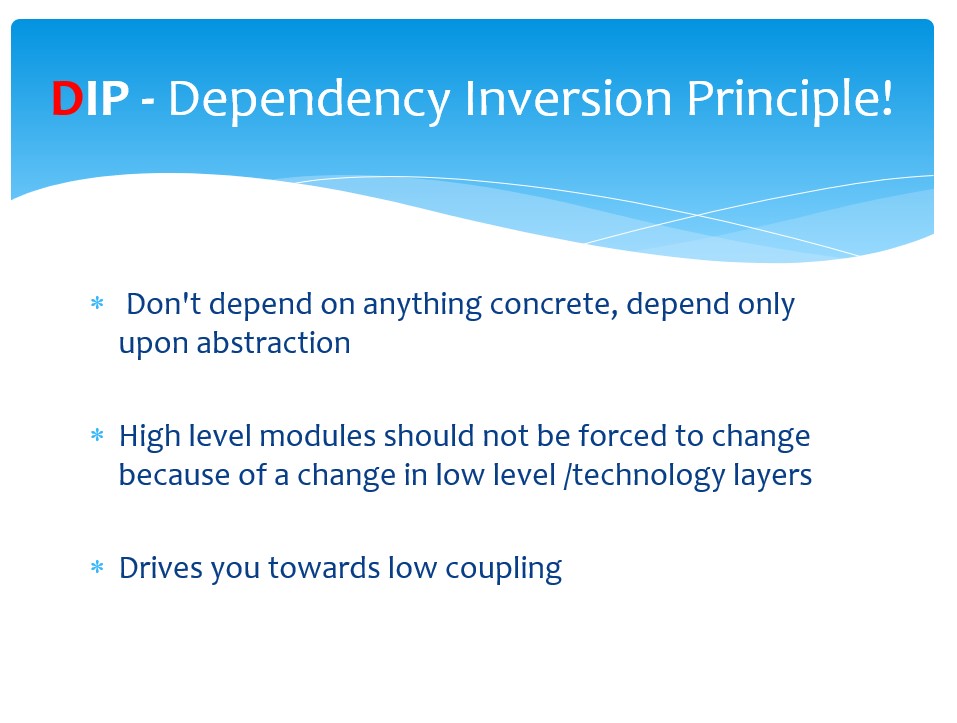 DIP - Dependency Inversion Principle!
* Don't depend on anything concrete, depend only
upon abstraction
* High level modules should not be forced to change
because of a change in low level /technology layers
* Drives you towards low coupling